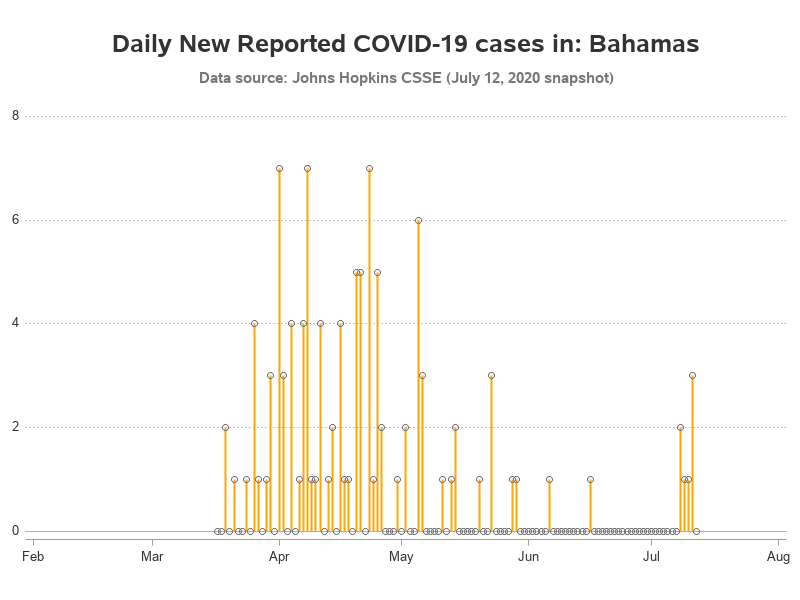 Daily New Reported COVID-19 cases in: Bahamas
Data source: Johns Hopkins CSSE (July 12, 2020 snapshot)
8
6
4
2
0
Feb Mar Apr May Jun Jul Aug